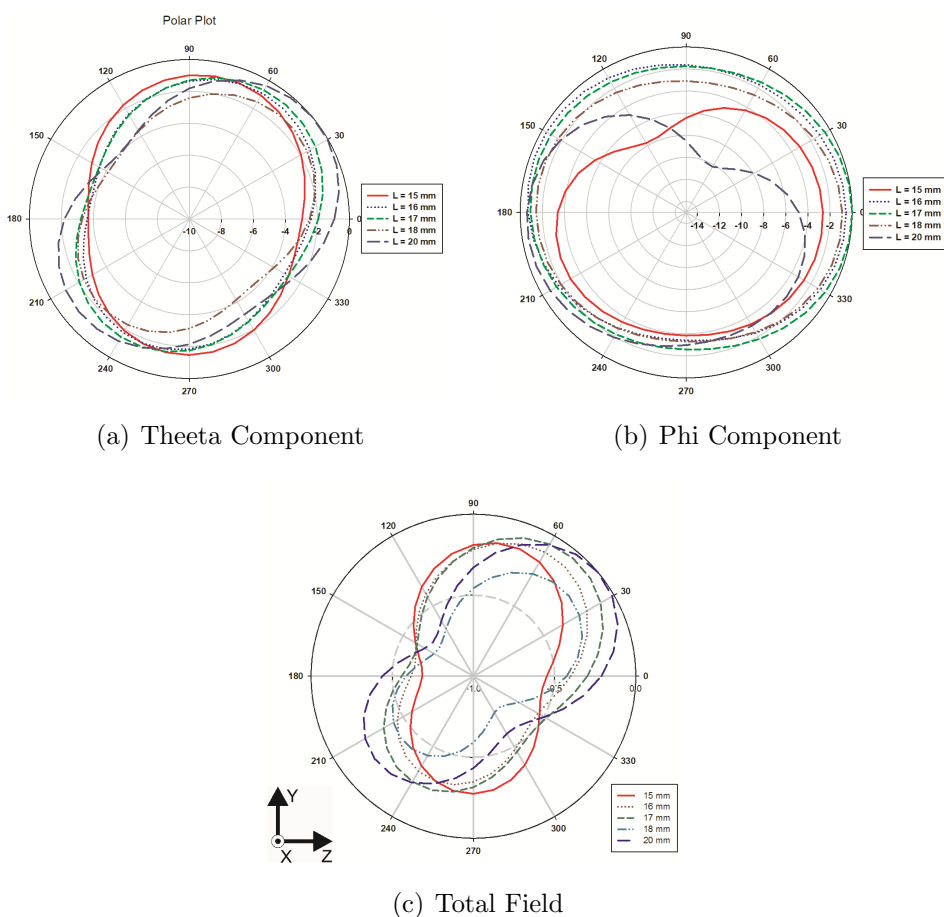 Polar Plot
90
120
60
150
30
180
-10
-8
-6
-4
-2
0
210
330
240
300
270
L = 15 mm
L = 16 mm
L = 17 mm
L = 18 mm
L = 20 mm
(a) Theeta Component
90
120
60
150
30
180
-14
-12
-10
-8
-6
-4
-2
0
210
330
240
300
270
L = 15 mm
L = 16 mm
L = 17 mm
L = 18 mm
L = 20 mm
(b) Phi Component
90
120
60
150
30
180
-1.0
-0.5
0.0
0
210
330
240
300
270
15 mm
16 mm
17 mm
18 mm
20 mm
Y
X
Z
(c) Total Field